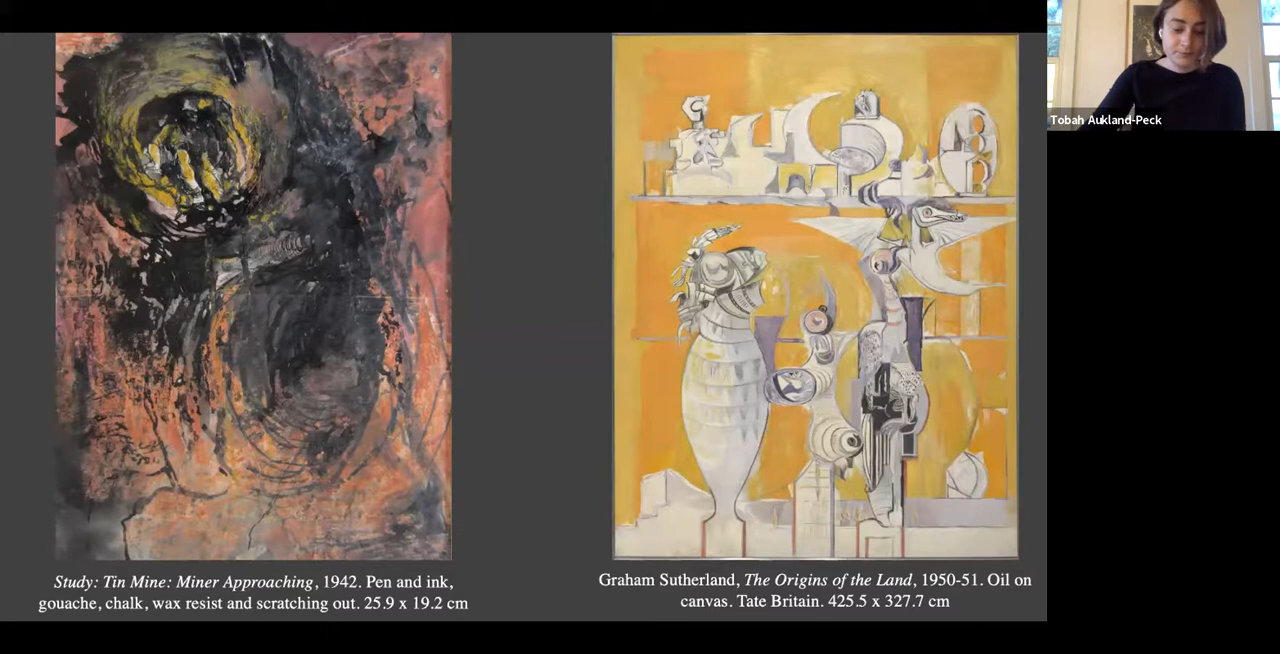 Tobah Aukland-Peck
Study: Tin Mine: Miner Approaching, 1942. Pen and ink,
gouache, chalk, wax resist and scratching out. 25.9 x 19.2 cm
Graham Sutherland, The Origins of the Land, 1950-51. Oil on
canvas. Tate Britain. 425.5 x 327.7 cm